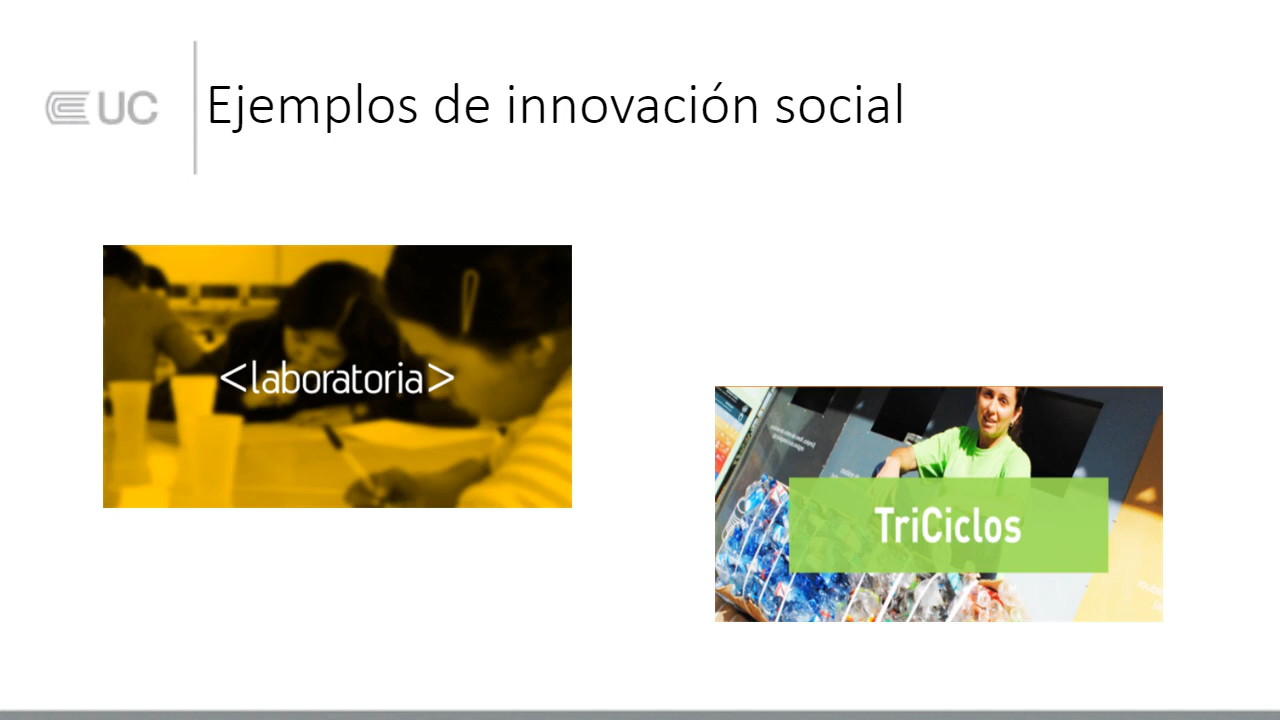 UC
Ejemplos de innovación social
<laboratoria>
TriCiclos